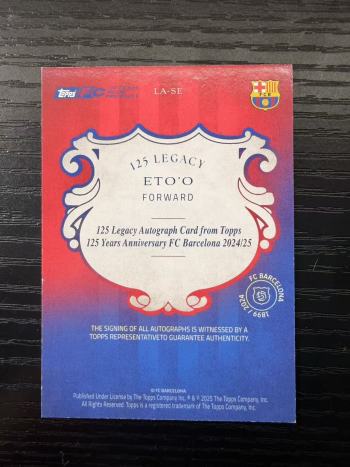 TOPPS
LA-SE
FCB
125 LEGACY
ETO'O
FORWARD
125 Legacy Autograph Card from Topps
125 Years Anniversary FC Barcelona 2024/25
FC BARCELONA
1899 / 2024
THE SIGNING OF ALL AUTOGRAPHS IS WITNESSED BY A
TOPPS REPRESENTATIVETO GUARANTEE AUTHENTICITY.
© FC BARCELONA
Published Under License by The Topps Company Inc. ® & © 2025 The Topps Company, Inc.
All Rights Reserved. Topps is a registered trademark of The Topps Company, Inc.